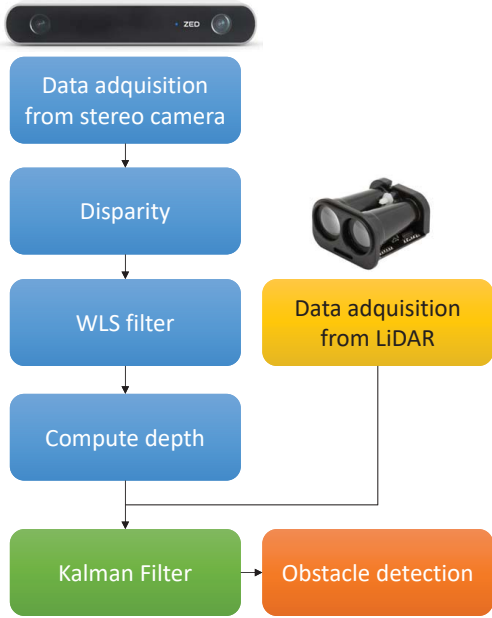 ZED
Data adquisition
from stereo camera
Disparity
WLS filter
Data adquisition
from LiDAR
Compute depth
Kalman Filter
Obstacle detection